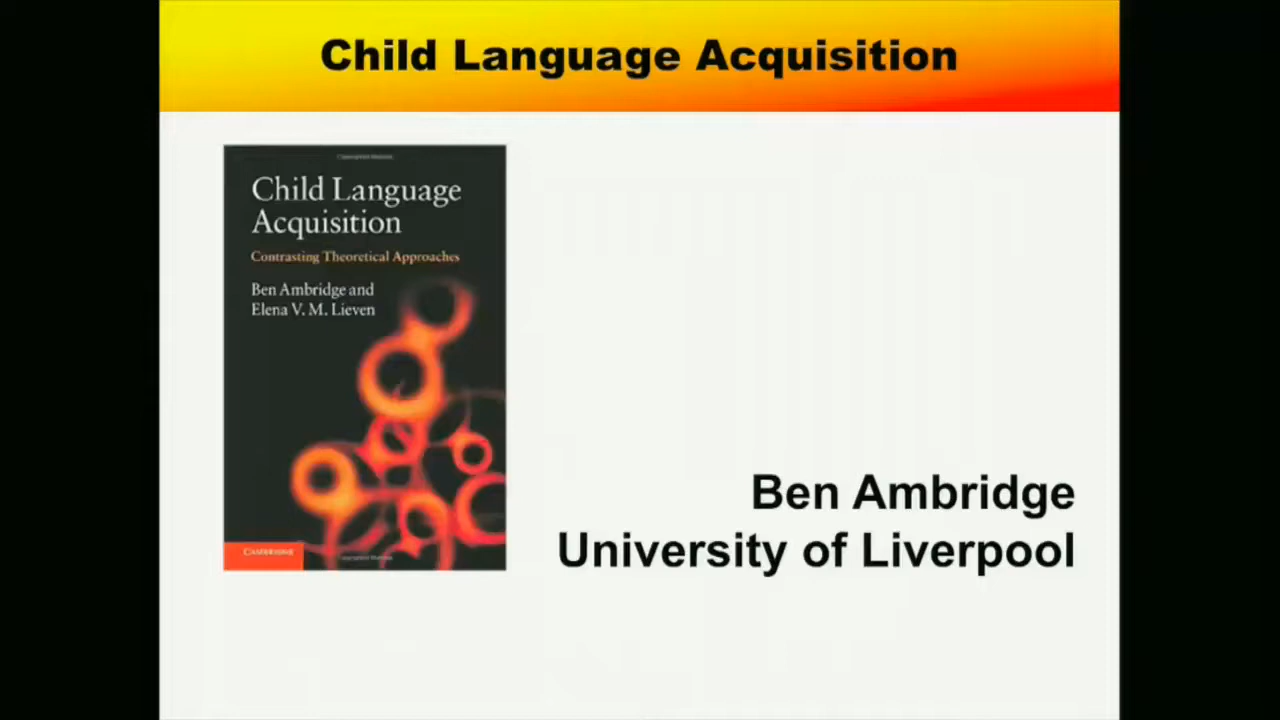 Child Language Acquisition
Child Language
Acquisition
Contrasting Theoretical Approaches
Ben Ambridge and
Elena V. M. Lieven
CAMBRIDGE
Ben Ambridge
University of Liverpool